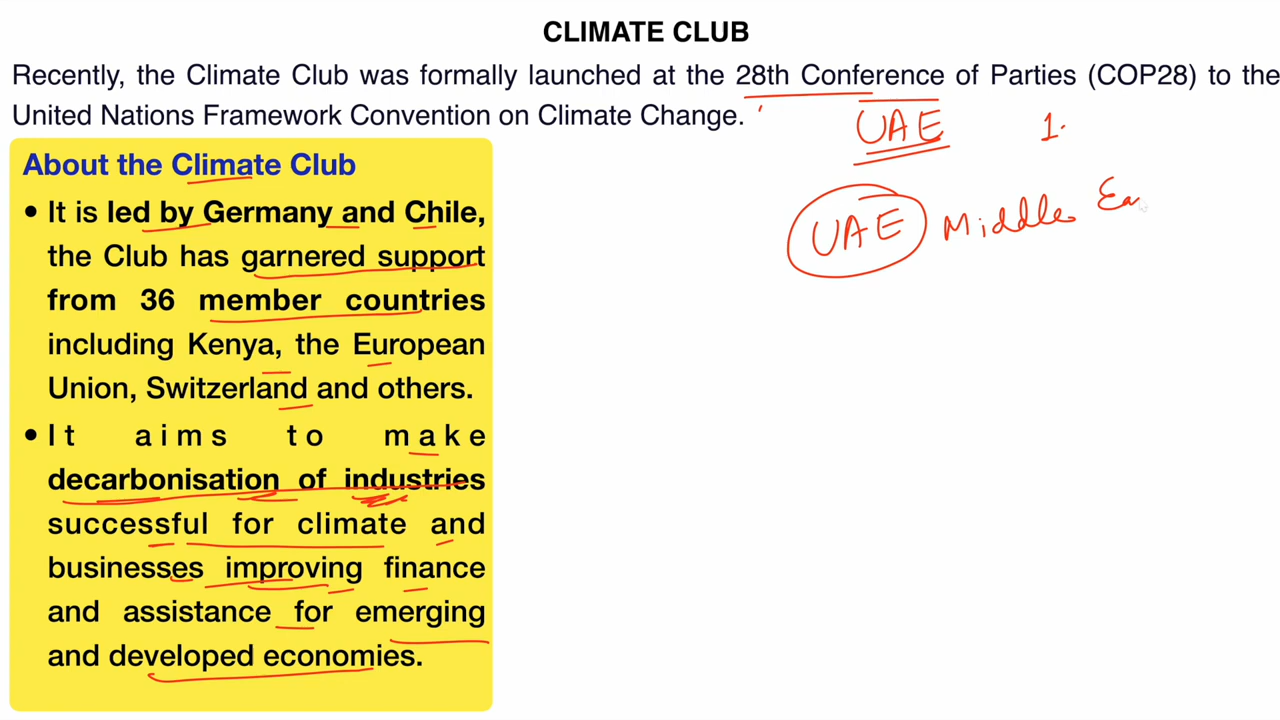 CLIMATE CLUB
Recently, the Climate Club was formally launched at the 28th Conference of Parties (COP28) to the
United Nations Framework Convention on Climate Change.
UAE 1.
About the Climate Club
• It is led by Germany and Chile,
the Club has garnered support
from 36 member countries
including Kenya, the European
Union, Switzerland and others.
• It aims to make
decarbonisation of industries
successful for climate and
businesses improving finance
and assistance for emerging
and developed economies.
UAE Middle Ea